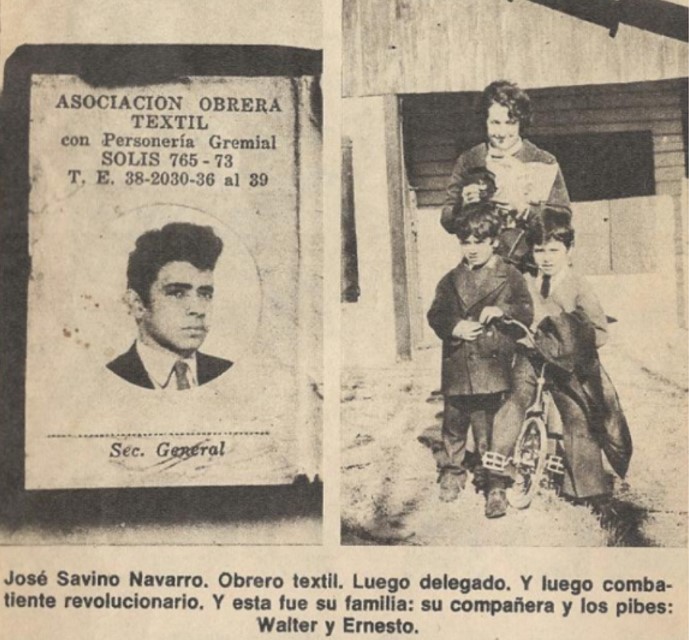 ASOCIACION OBRERA
TEXTIL
con Personería Gremial
SOLIS 765-73
T. E. 38-2030-36 al 39
Sec. General
José Savino Navarro. Obrero textil. Luego delegado. Y luego comba-
tiente revolucionario. Y esta fue su familia: su compañera y los pibes:
Walter y Ernesto.